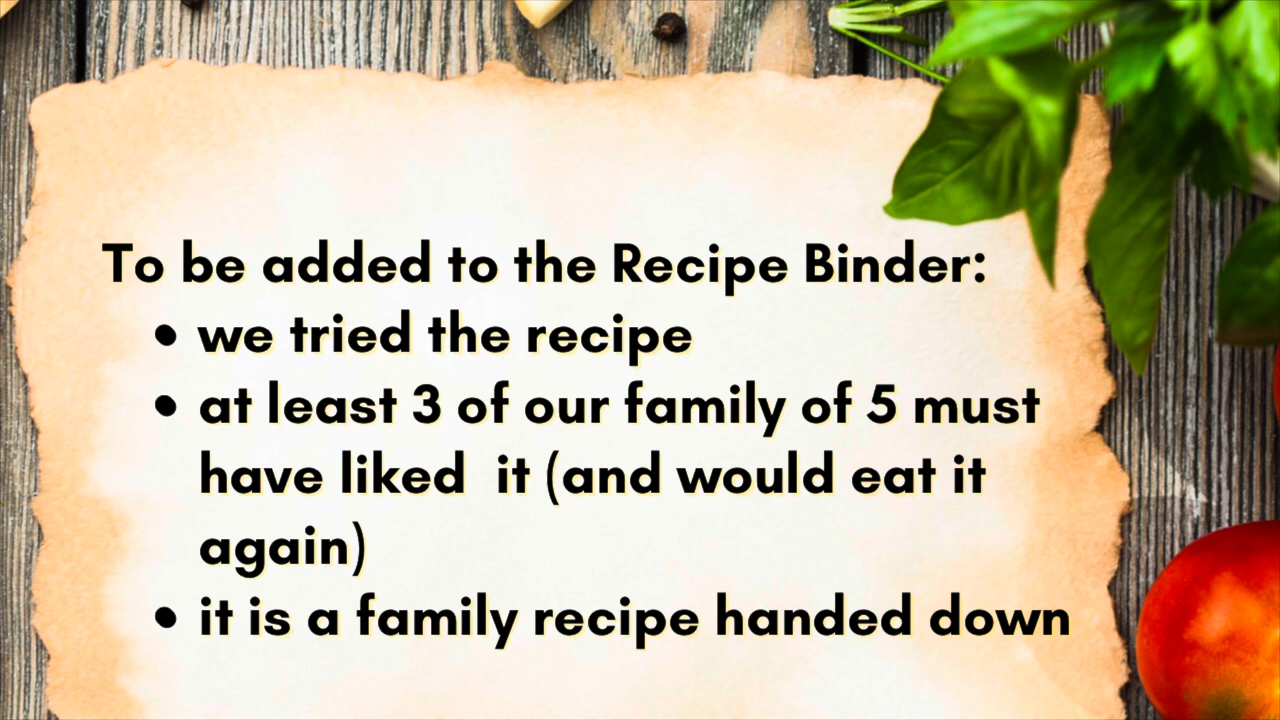 To be added to the Recipe Binder:
• we tried the recipe
• at least 3 of our family of 5 must
have liked  it (and would eat it
again)
• it is a family recipe handed down